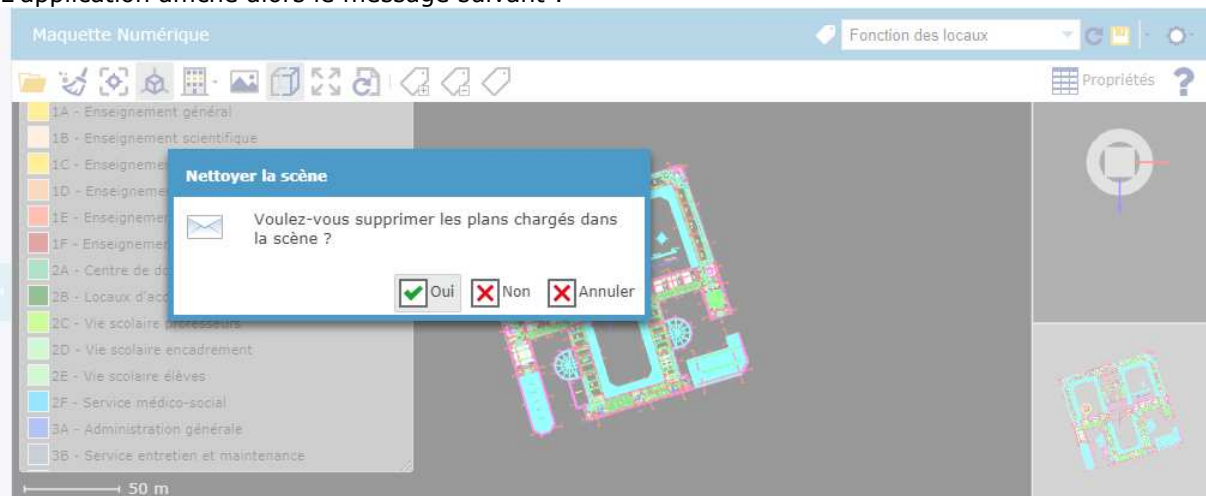 L'application affiche alors le message suivant :
Maquette Numérique
Fonction des locaux
Propriétés
1A - Enseignement général
1B - Enseignement scientifique
1C - Enseigneme
1D - Enseigneme
1E - Enseignemer
1F - Enseigneme
2A - Centre de do
2B - Locaux d'acc
2C - Vie scolaire professeurs
2D - Vie scolaire encadrement
2E - Vie scolaire élèves
2F - Service médico-social
3A - Administration générale
3B - Service entretien et maintenance
50 m
Nettoyer la scène
Voulez-vous supprimer les plans chargés dans
la scène ?
Oui Non Annuler